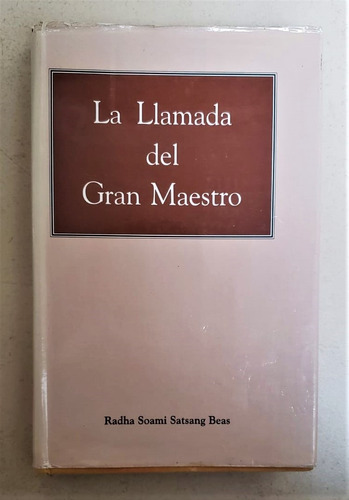 La Llamada
del
Gran Maestro
Radha Soami Satsang Beas